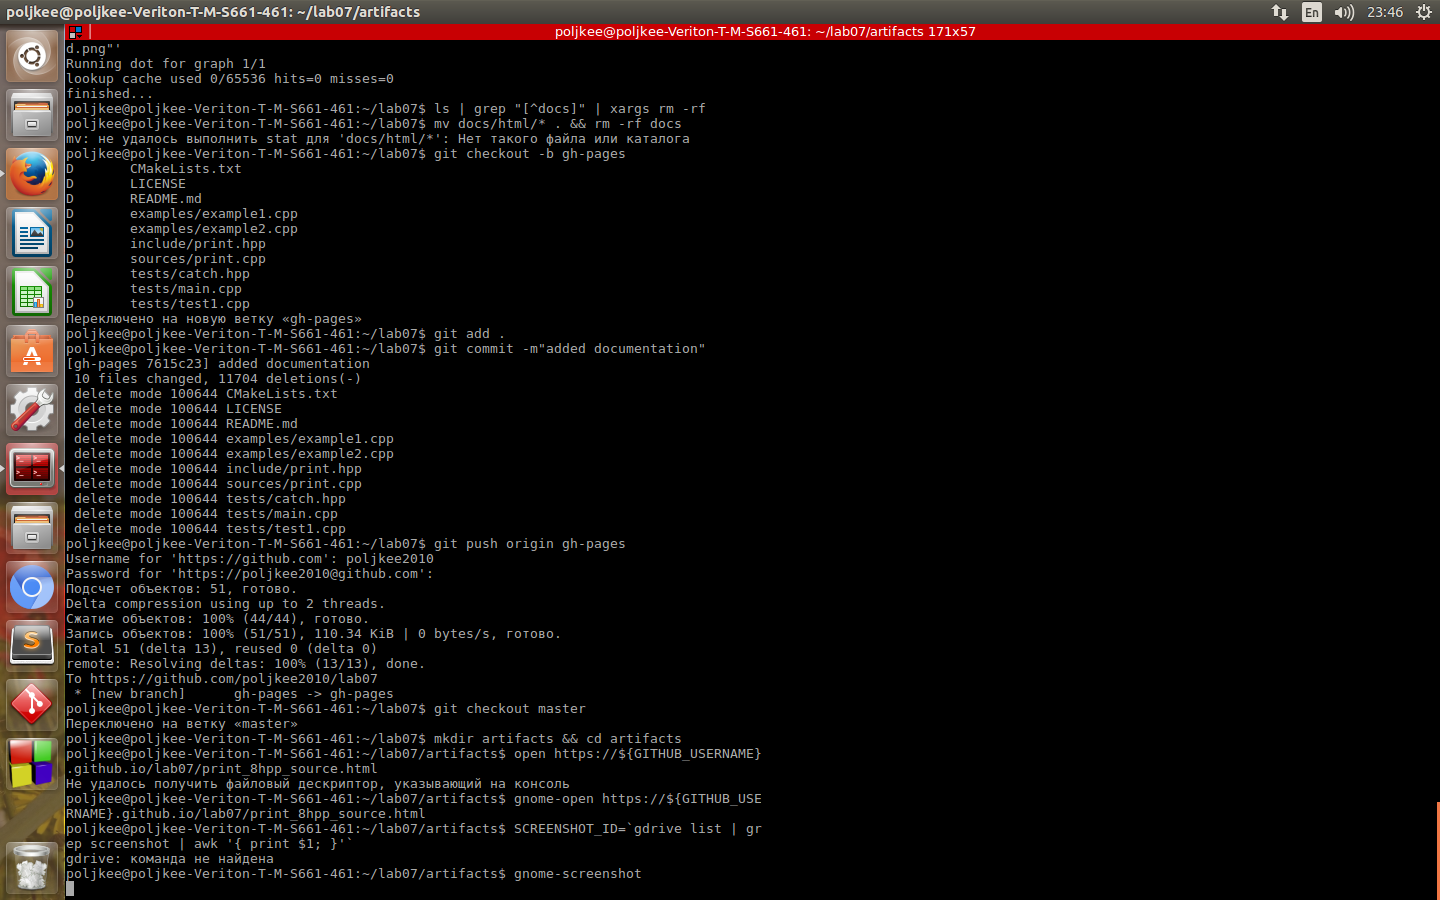 poljkee@poljkee-Veriton-T-M-S661-461: ~/lab07/artifacts
En
23:46
poljkee@poljkee-Veriton-T-M-S661-461: ~/lab07/artifacts 171x57
d.png"'
Running dot for graph 1/1
lookup cache used 0/65536 hits=0 misses=0
finished...
poljkee@poljkee-Veriton-T-M-S661-461:~/lab07$ ls | grep "[^docs]" | xargs rm -rf
poljkee@poljkee-Veriton-T-M-S661-461:~/lab07$ mv docs/html/* . && rm -rf docs
mv: не удалось выполнить stat для 'docs/html/*': Нет такого файла или каталога
poljkee@poljkee-Veriton-T-M-S661-461:~/lab07$ git checkout -b gh-pages
D       CMakeLists.txt
D       LICENSE
D       README.md
D       examples/example1.cpp
D       examples/example2.cpp
D       include/print.hpp
D       sources/print.cpp
D       tests/catch.hpp
D       tests/main.cpp
D       tests/test1.cpp
Переключено на новую ветку «gh-pages»
poljkee@poljkee-Veriton-T-M-S661-461:~/lab07$ git add .
poljkee@poljkee-Veriton-T-M-S661-461:~/lab07$ git commit -m"added documentation"
[gh-pages 7615c23] added documentation
 10 files changed, 11704 deletions(-)
 delete mode 100644 CMakeLists.txt
 delete mode 100644 LICENSE
 delete mode 100644 README.md
 delete mode 100644 examples/example1.cpp
 delete mode 100644 examples/example2.cpp
 delete mode 100644 include/print.hpp
 delete mode 100644 sources/print.cpp
 delete mode 100644 tests/catch.hpp
 delete mode 100644 tests/main.cpp
 delete mode 100644 tests/test1.cpp
poljkee@poljkee-Veriton-T-M-S661-461:~/lab07$ git push origin gh-pages
Username for 'https://github.com': poljkee2010
Password for 'https://poljkee2010@github.com':
Подсчет объектов: 51, готово.
Delta compression using up to 2 threads.
Сжатие объектов: 100% (44/44), готово.
Запись объектов: 100% (51/51), 110.34 KiB | 0 bytes/s, готово.
Total 51 (delta 13), reused 0 (delta 0)
remote: Resolving deltas: 100% (13/13), done.
To https://github.com/poljkee2010/lab07
 * [new branch]      gh-pages -> gh-pages
poljkee@poljkee-Veriton-T-M-S661-461:~/lab07$ git checkout master
Переключено на ветку «master»
poljkee@poljkee-Veriton-T-M-S661-461:~/lab07$ mkdir artifacts && cd artifacts
poljkee@poljkee-Veriton-T-M-S661-461:~/lab07/artifacts$ open https://${GITHUB_USERNAME}
.github.io/lab07/print_8hpp_source.html
Не удалось получить файловый дескриптор, указывающий на консоль
poljkee@poljkee-Veriton-T-M-S661-461:~/lab07/artifacts$ gnome-open https://${GITHUB_USE
RNAME}.github.io/lab07/print_8hpp_source.html
poljkee@poljkee-Veriton-T-M-S661-461:~/lab07/artifacts$ SCREENSHOT_ID=`gdrive list | gr
ep screenshot | awk '{ print $1; }'`
gdrive: команда не найдена
poljkee@poljkee-Veriton-T-M-S661-461:~/lab07/artifacts$ gnome-screenshot